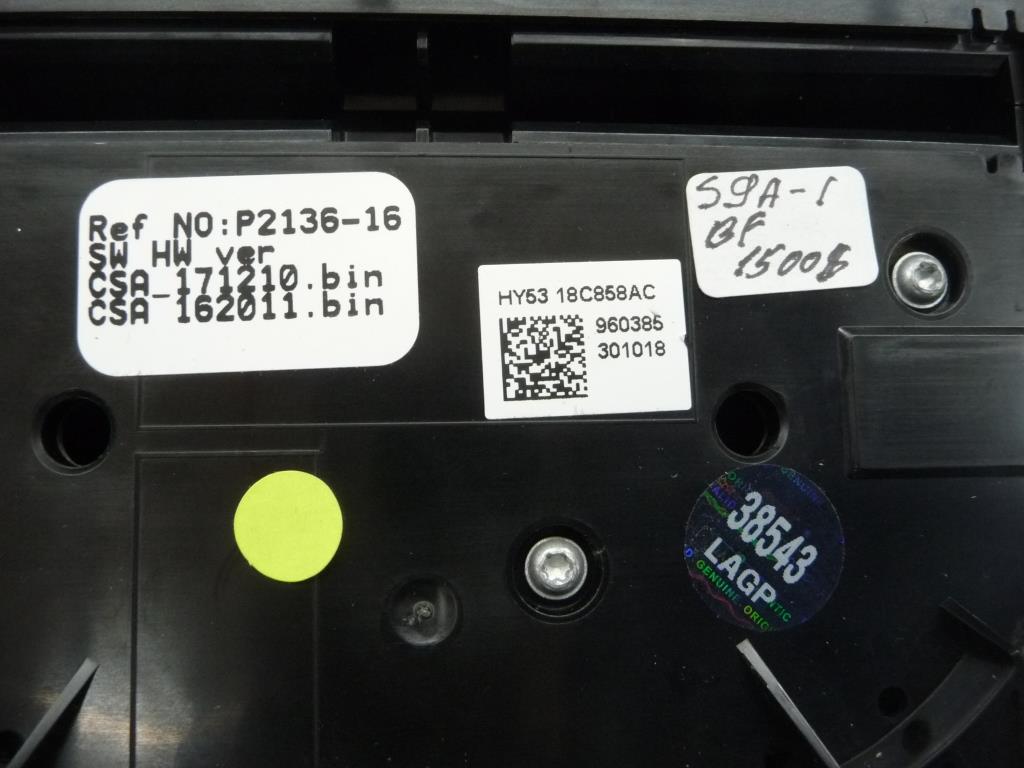 Ref NO:P2136-16
SW HW ver
CSA-171210.bin
CSA-162011.bin
S9A-1
BF
1500$
HY53 18C858AC
960385
301018
38543
LAGP
GENUINE